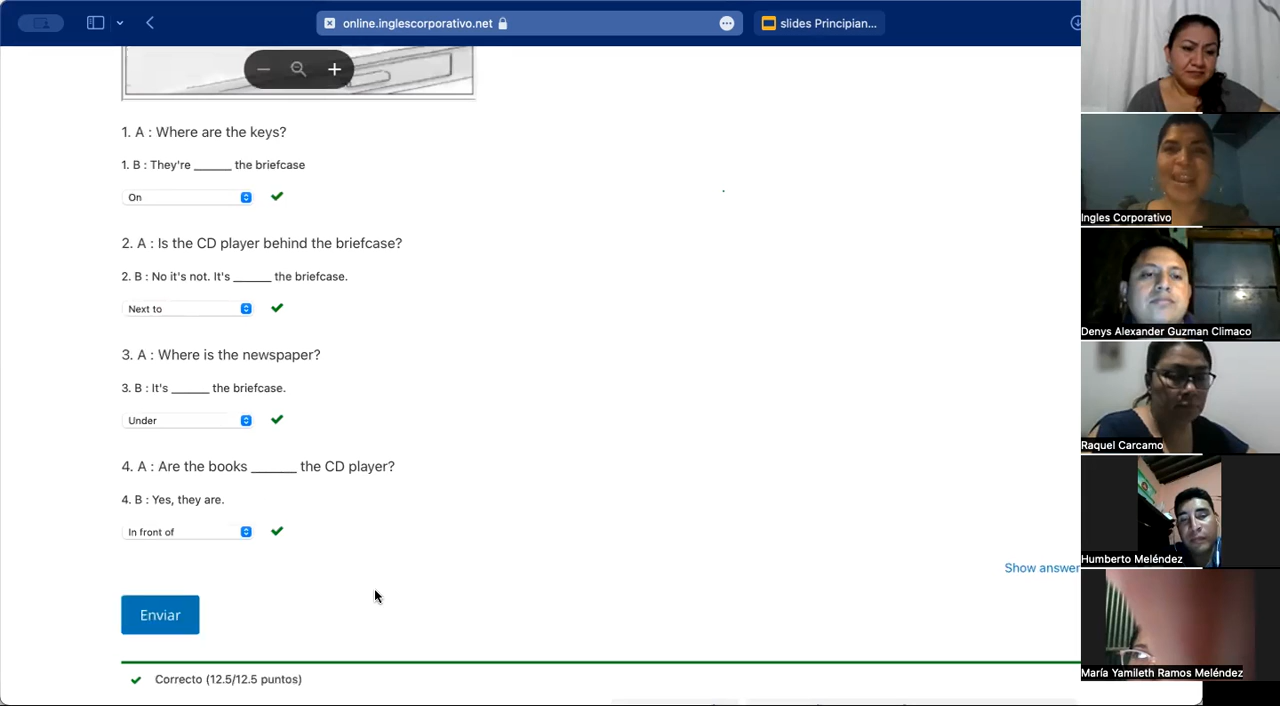 online.inglescorporativo.net
slides Principian...
1. A : Where are the keys?
1. B : They're ______ the briefcase
On
2. A : Is the CD player behind the briefcase?
2. B : No it's not. It's ______ the briefcase.
Next to
3. A : Where is the newspaper?
3. B : It's ______ the briefcase.
Under
4. A : Are the books ______ the CD player?
4. B : Yes, they are.
In front of
Show answer
Enviar
Correcto (12.5/12.5 puntos)
Ingles Corporativo
Denys Alexander Guzman Climaco
Raquel Carcamo
Humberto Meléndez
María Yamileth Ramos Meléndez